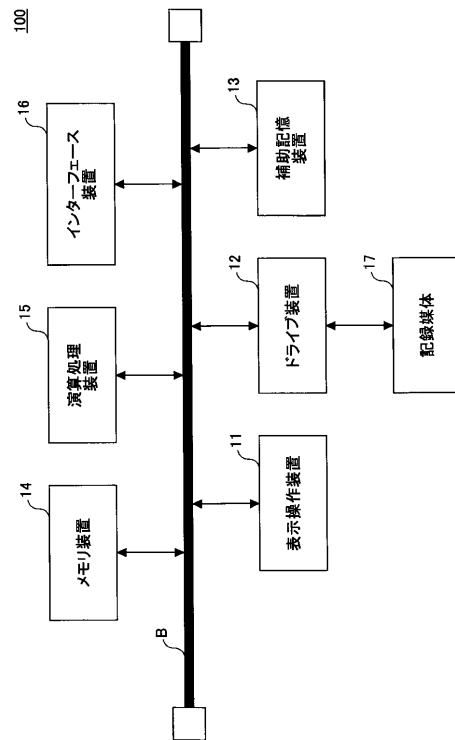 100
14
メモリ装置
15
演算処理
装置
16
インターフェース
装置
B
11
表示操作装置
12
ドライブ装置
13
補助記憶
装置
17
記録媒体